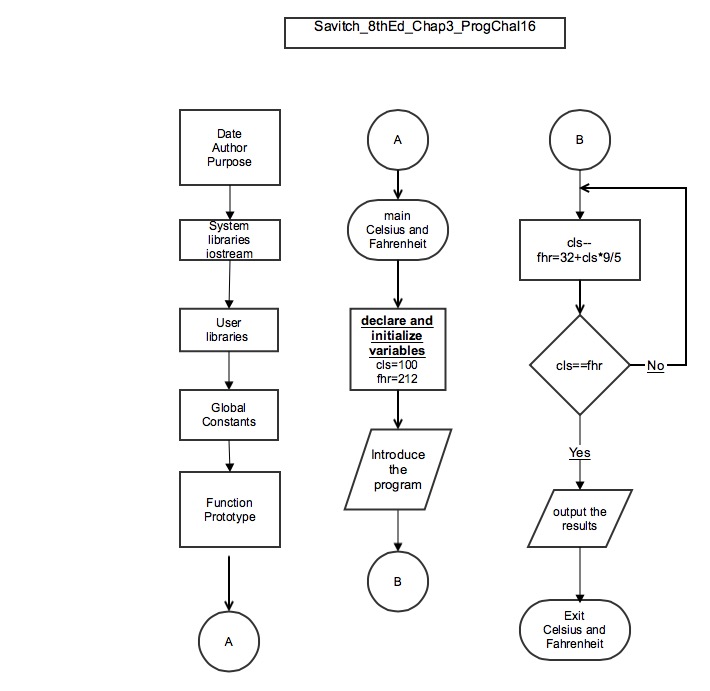 Savitch_8thEd_Chap3_ProgChal16
Date
Author
Purpose
System
libraries
iostream
User
libraries
Global
Constants
Function
Prototype
A
A
main
Celsius and
Fahrenheit
declare and
initialize
variables
cls=100
fhr=212
Introduce
the
program
B
B
cls--
fhr=32+cls*9/5
cls==fhr
No
Yes
output the
results
Exit
Celsius and
Fahrenheit